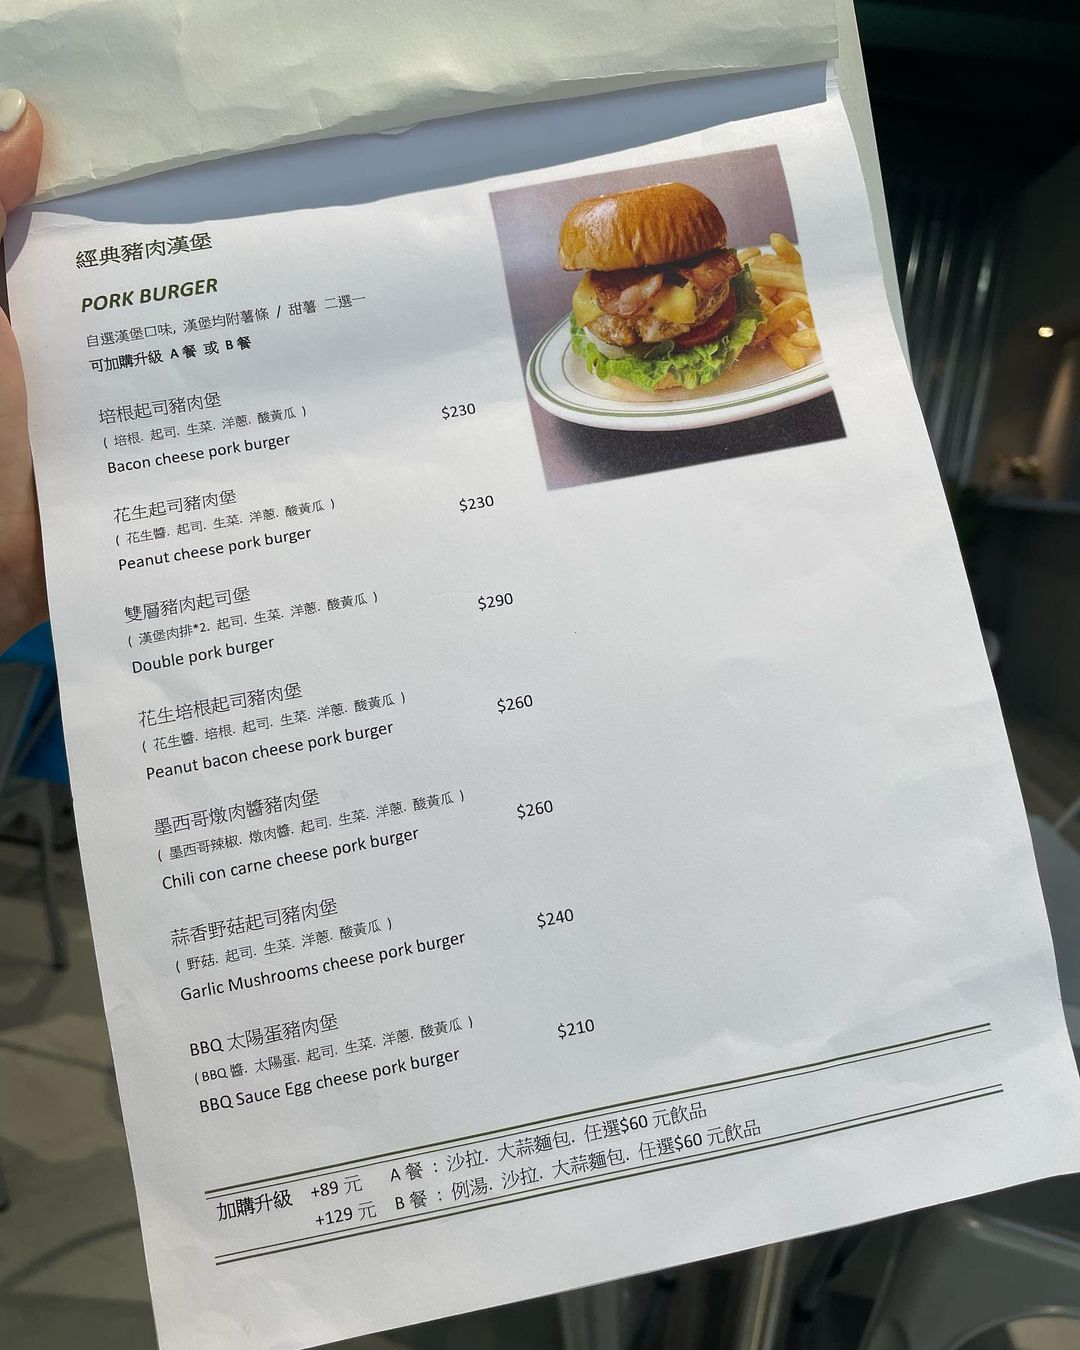 經典豬肉漢堡
PORK BURGER
自選漢堡口味, 漢堡均附薯條 / 甜薯 二選一
可加購升級 A 餐 或 B 餐
培根起司豬肉堡
( 培根. 起司. 生菜. 洋蔥. 酸黃瓜 )
$230
Bacon cheese pork burger
花生起司豬肉堡
( 花生醬. 起司. 生菜. 洋蔥. 酸黃瓜 )
$230
Peanut cheese pork burger
雙層豬肉起司堡
( 漢堡肉排*2. 起司. 生菜. 洋蔥. 酸黃瓜 )
$290
Double pork burger
花生培根起司豬肉堡
( 花生醬. 培根. 起司. 生菜. 洋蔥. 酸黃瓜 )
$260
Peanut bacon cheese pork burger
墨西哥燉肉醬豬肉堡
( 墨西哥辣椒. 燉肉醬. 起司. 生菜. 洋蔥. 酸黃瓜 )
$260
Chili con carne cheese pork burger
蒜香野菇起司豬肉堡
( 野菇. 起司. 生菜. 洋蔥. 酸黃瓜 )
$240
Garlic Mushrooms cheese pork burger
BBQ 太陽蛋豬肉堡
( BBQ 醬. 太陽蛋. 起司. 生菜. 洋蔥. 酸黃瓜 )
$210
BBQ Sauce Egg cheese pork burger
加購升級 +89 元 A 餐 : 沙拉. 大蒜麵包. 任選$60 元飲品
+129 元 B 餐 : 例湯. 沙拉. 大蒜麵包. 任選$60 元飲品